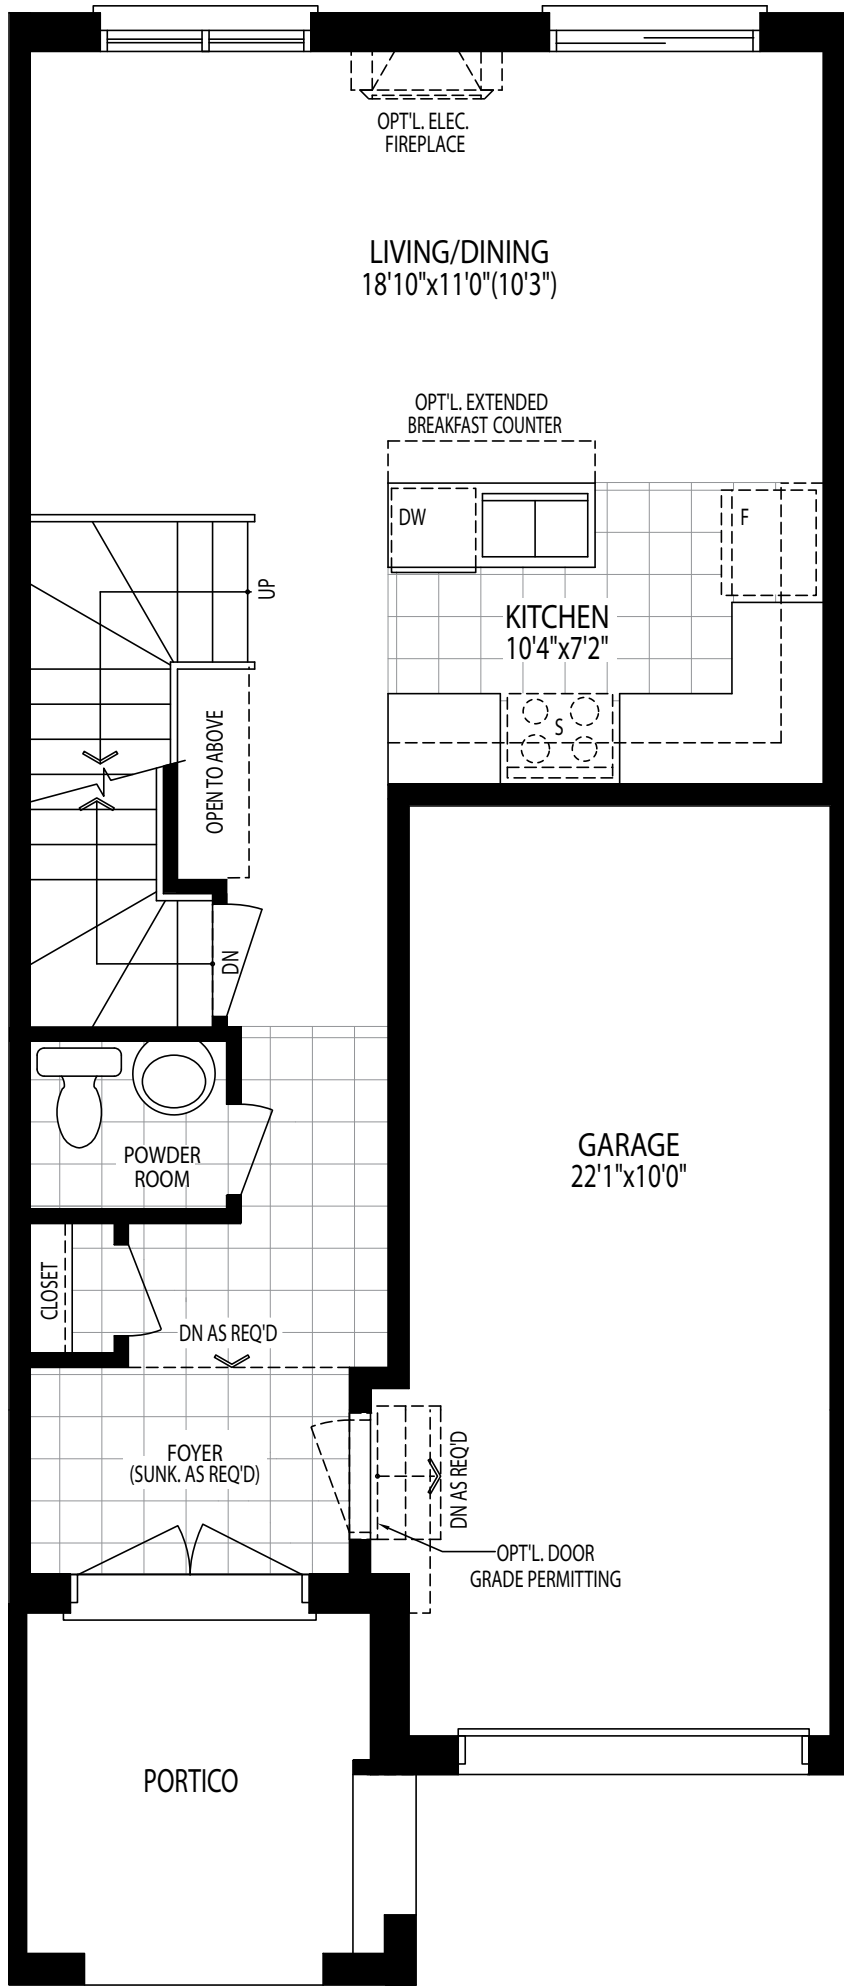 OPT'L. ELEC.
FIREPLACE
LIVING/DINING
18'10"x11'0"(10'3")
OPT'L. EXTENDED
BREAKFAST COUNTER
DW
F
UP
KITCHEN
10'4"x7'2"
S
OPEN TO ABOVE
DN
POWDER
ROOM
GARAGE
22'1"x10'0"
CLOSET
DN AS REQ'D
FOYER
(SUNK. AS REQ'D)
DN AS REQ'D
OPT'L. DOOR
GRADE PERMITTING
PORTICO